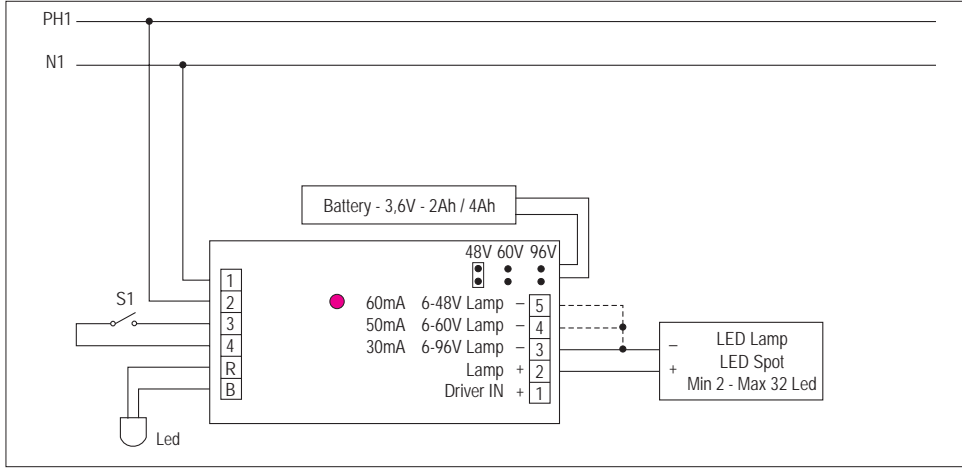 PH1
N1
Battery - 3,6V - 2Ah / 4Ah
48V 60V 96V
1
2
S1
3
4
R
B
Led
60mA 6-48V Lamp – 5
50mA 6-60V Lamp – 4
30mA 6-96V Lamp – 3
Lamp + 2
Driver IN + 1
– LED Lamp
LED Spot
+ Min 2 - Max 32 Led